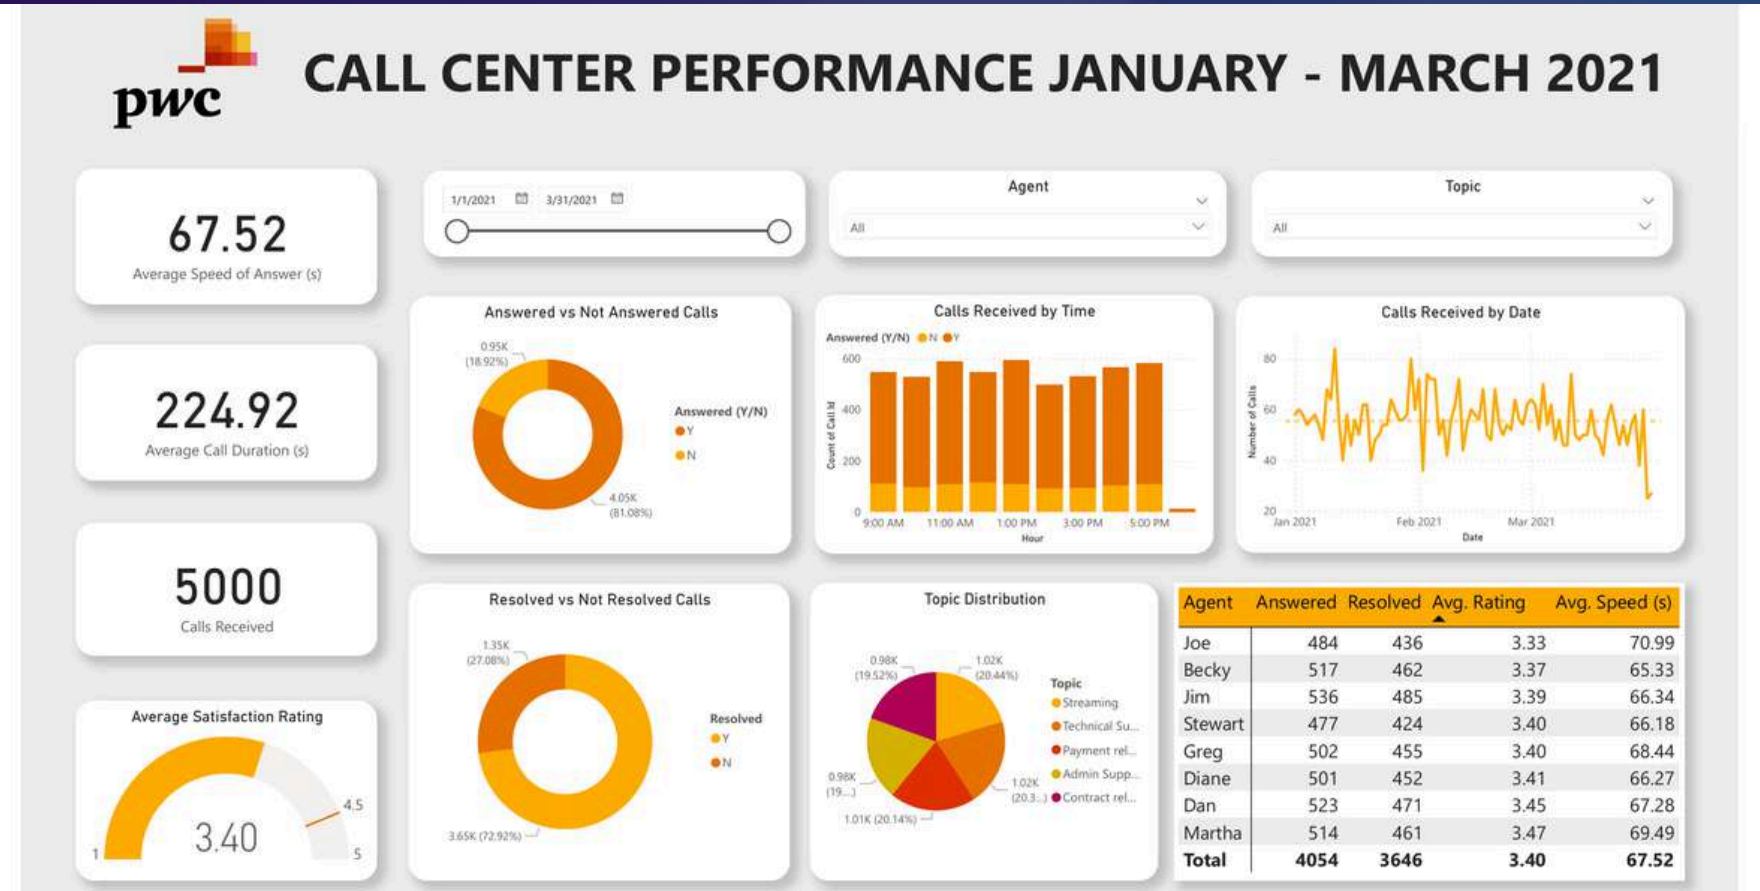 pwc
CALL CENTER PERFORMANCE JANUARY - MARCH 2021
67.52
Average Speed of Answer (s)
224.92
Average Call Duration (s)
5000
Calls Received
Average Satisfaction Rating
4.5
3.40
1
5
1/1/2021 3/31/2021
Agent
All
Topic
All
Answered vs Not Answered Calls
0.95K
(18.92%)
Answered (Y/N)
Y
N
4.05K
(81.08%)
Calls Received by Time
Answered (Y/N) N Y
Count of Call Id
600
400
200
0
9:00 AM 11:00 AM 1:00 PM 3:00 PM 5:00 PM
Hour
Calls Received by Date
Number of Calls
80
60
40
20
Jan 2021 Feb 2021 Mar 2021
Date
Resolved vs Not Resolved Calls
1.35K
(27.08%)
Resolved
Y
N
3.65K (72.92%)
Topic Distribution
0.98K
(19.52%)
1.02K
(20.44%)
0.98K
(19...)
1.02K
(20.3...)
1.01K (20.14%)
Topic
Streaming
Technical Su...
Payment rel...
Admin Supp...
Contract rel...
Agent Answered Resolved Avg. Rating Avg. Speed (s)
Joe 484 436 3.33 70.99
Becky 517 462 3.37 65.33
Jim 536 485 3.39 66.34
Stewart 477 424 3.40 66.18
Greg 502 455 3.40 68.44
Diane 501 452 3.41 66.27
Dan 523 471 3.45 67.28
Martha 514 461 3.47 69.49
Total 4054 3646 3.40 67.52